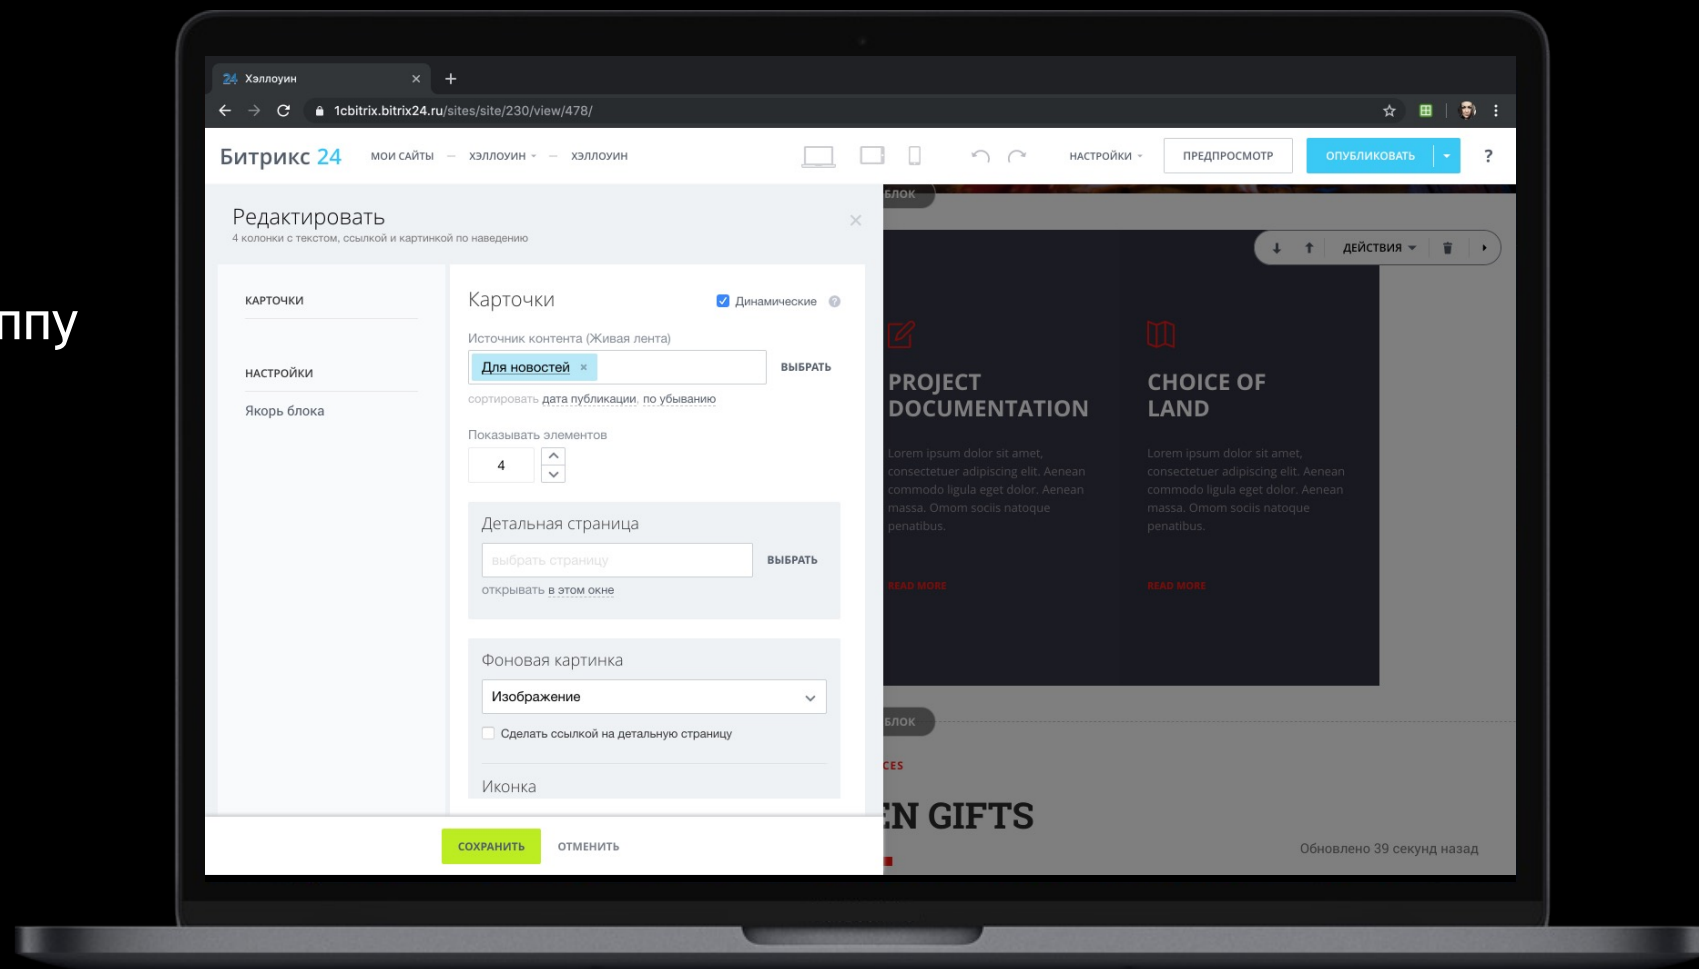 ппу
24 Хэллоуин
1cbitrix.bitrix24.ru/sites/site/230/view/478/
Битрикс 24
МОИ САЙТЫ – ХЭЛЛОУИН – ХЭЛЛОУИН
НАСТРОЙКИ
ПРЕДПРОСМОТР
ОПУБЛИКОВАТЬ
?
Редактировать
4 колонки с текстом, ссылкой и картинкой по наведению
КАРТОЧКИ
НАСТРОЙКИ
Якорь блока
Карточки
Динамические ?
Источник контента (Живая лента)
Для новостей ×
ВЫБРАТЬ
сортировать дата публикации, по убыванию
Показывать элементов
4
Детальная страница
выбрать страницу
ВЫБРАТЬ
открывать в этом окне
Фоновая картинка
Изображение
Сделать ссылкой на детальную страницу
Иконка
СОХРАНИТЬ
ОТМЕНИТЬ
БЛОК
ДЕЙСТВИЯ
PROJECT
DOCUMENTATION
Lorem ipsum dolor sit amet,
consectetuer adipiscing elit. Aenean
commodo ligula eget dolor. Aenean
massa. Omom sociis natoque
penatibus.
READ MORE
CHOICE OF
LAND
Lorem ipsum dolor sit amet,
consectetuer adipiscing elit. Aenean
commodo ligula eget dolor. Aenean
massa. Omom sociis natoque
penatibus.
READ MORE
БЛОК
CES
EN GIFTS
Обновлено 39 секунд назад